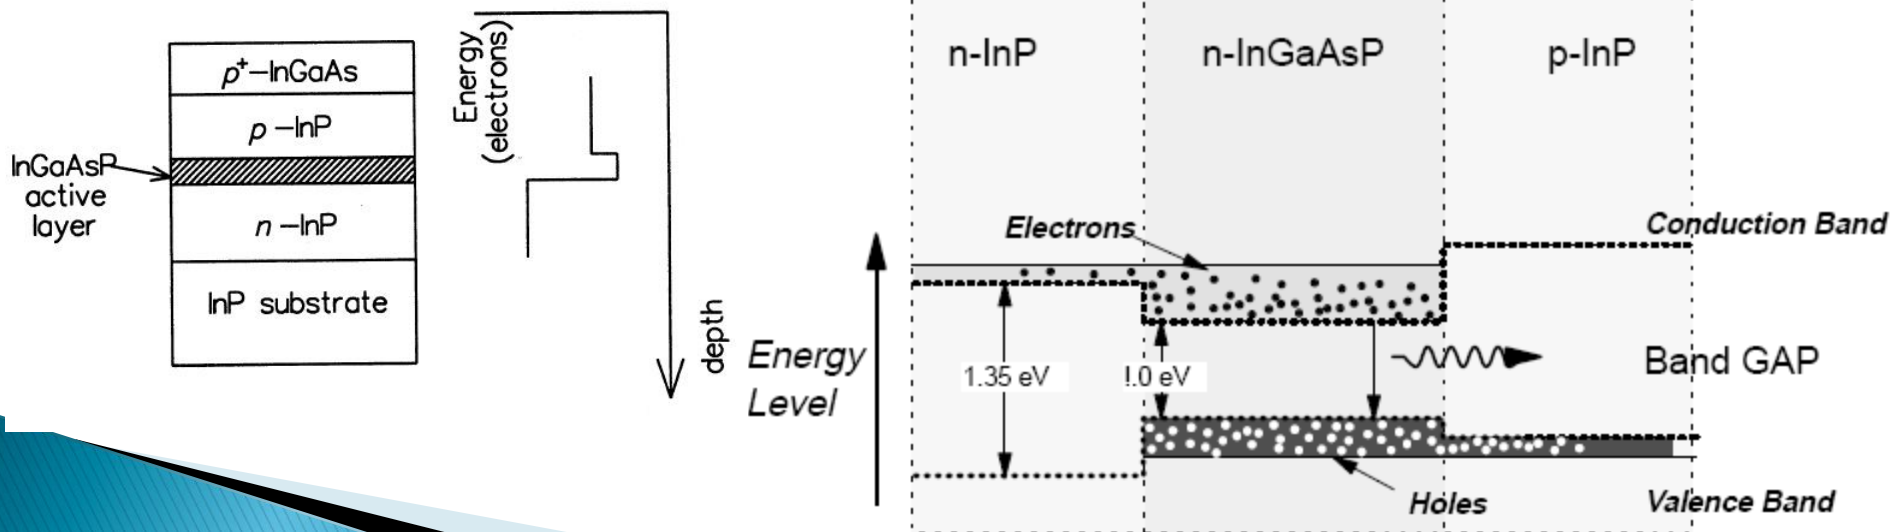 p⁺-InGaAs
p -InP
InGaAsP
active
layer
n -InP
InP substrate
Energy
(electrons)
depth
n-InP
n-InGaAsP
p-InP
Electrons
Conduction Band
Energy
Level
1.35 eV
!.0 eV
Band GAP
Holes
Valence Band